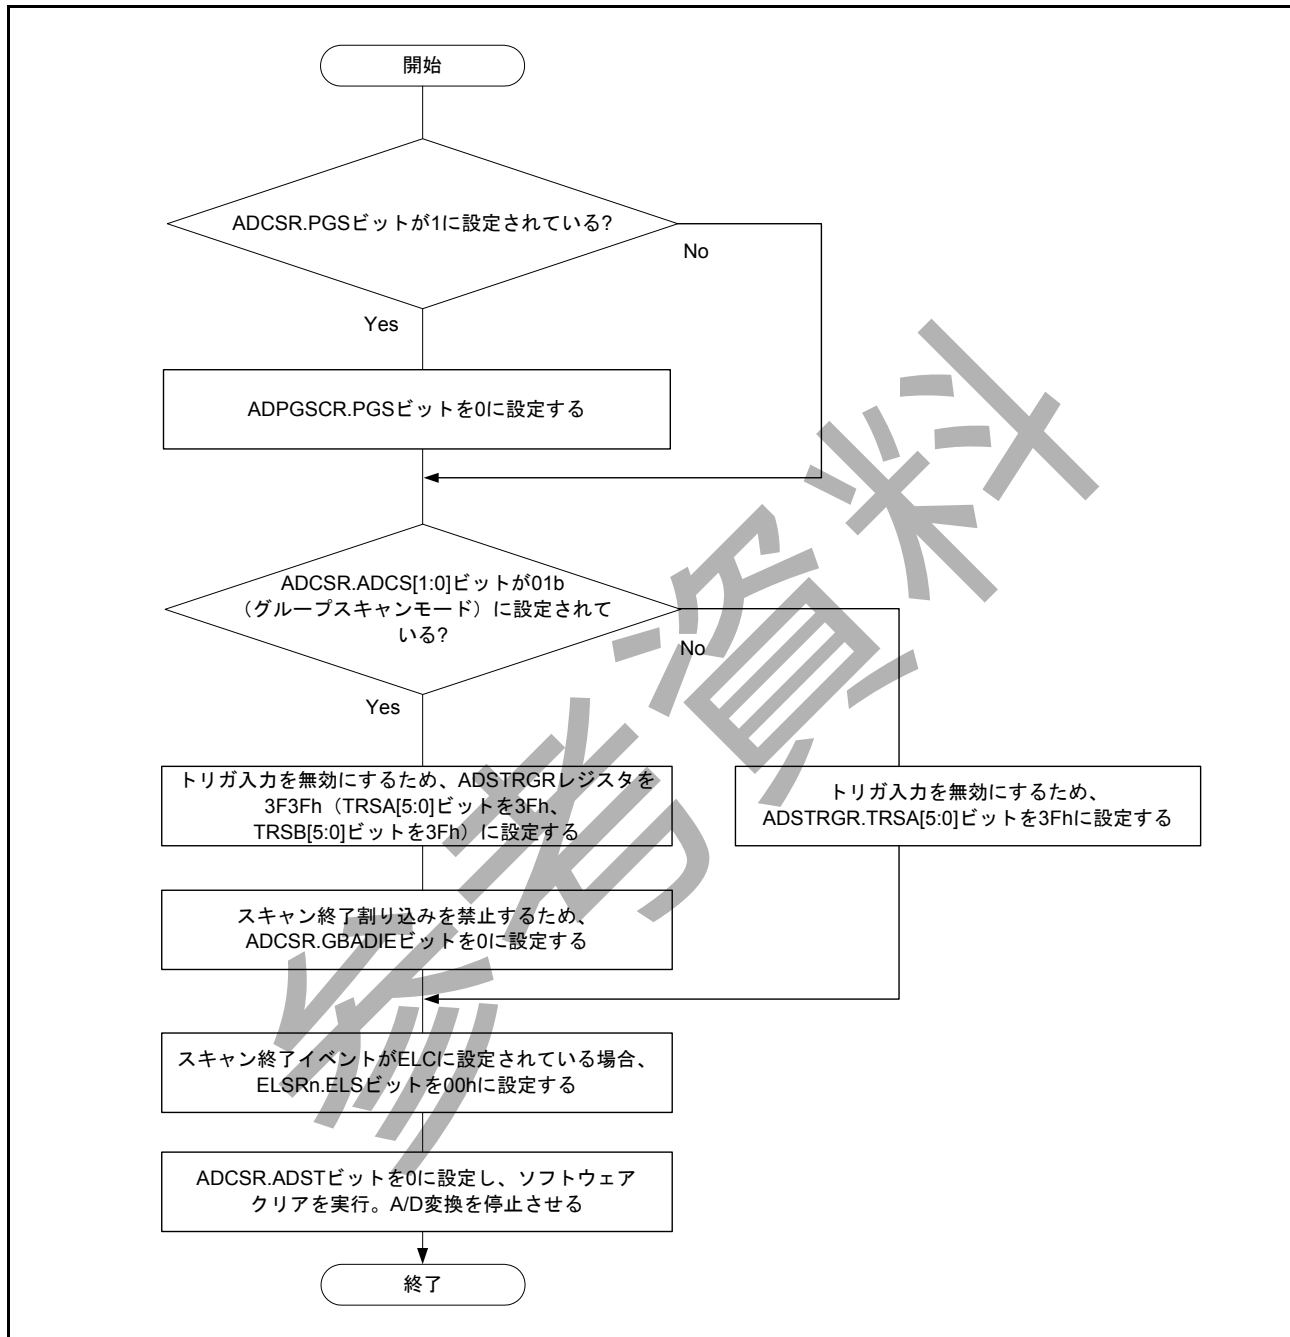 開始
ADCSR.PGSビットが1に設定されている?
No
Yes
ADPGSCR.PGSビットを0に設定する
ADCSR.ADCS[1:0]ビットが01b
（グループスキャンモード）に設定されて
いる?
No
Yes
トリガ入力を無効にするため、ADSTRGRレジスタを
3F3Fh（TRSA[5:0]ビットを3Fh、
TRSB[5:0]ビットを3Fh）に設定する
トリガ入力を無効にするため、
ADSTRGR.TRSA[5:0]ビットを3Fhに設定する
スキャン終了割り込みを禁止するため、
ADCSR.GBADIEビットを0に設定する
スキャン終了イベントがELCに設定されている場合、
ELSRn.ELSビットを00hに設定する
ADCSR.ADSTビットを0に設定し、ソフトウェア
クリアを実行。A/D変換を停止させる
終了
参考資料